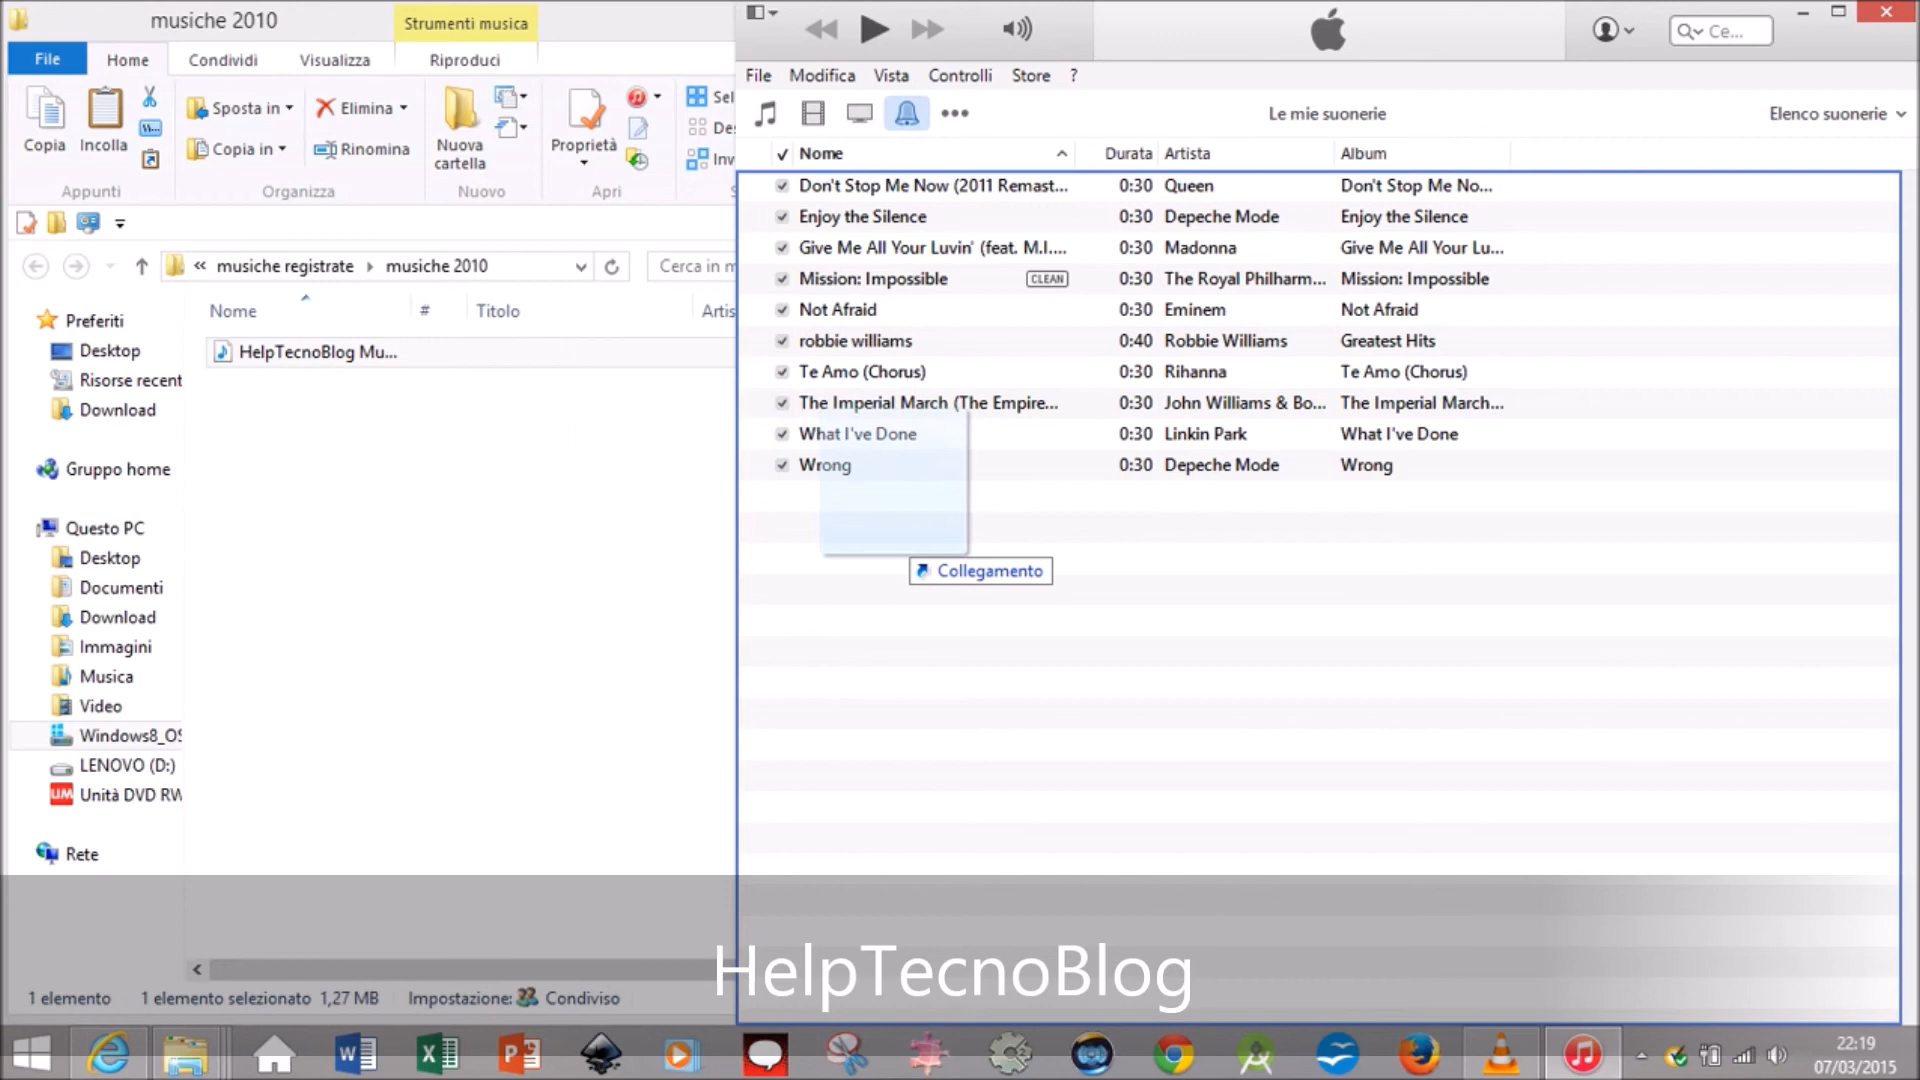 musiche 2010
Strumenti musica
File
Home
Condividi
Visualizza
Riproduci
Copia
Incolla
Sposta in
Copia in
Elimina
Rinomina
Nuova
cartella
Proprietà
Appunti
Organizza
Nuovo
Apri
« musiche registrate
musiche 2010
Cerca in m
Nome
#
Titolo
Artis
HelpTecnoBlog Mu...
Preferiti
Desktop
Risorse recent
Download
Gruppo home
Questo PC
Desktop
Documenti
Download
Immagini
Musica
Video
Windows8_OS
LENOVO (D:)
Unità DVD RW
Rete
1 elemento
1 elemento selezionato 1,27 MB
Impostazione: Condiviso
Ce...
File Modifica Vista Controlli Store ?
Le mie suonerie
Elenco suonerie
Nome Durata Artista Album
Don't Stop Me Now (2011 Remast... 0:30 Queen Don't Stop Me No...
Enjoy the Silence 0:30 Depeche Mode Enjoy the Silence
Give Me All Your Luvin' (feat. M.I.... 0:30 Madonna Give Me All Your Lu...
Mission: Impossible CLEAN 0:30 The Royal Philharm... Mission: Impossible
Not Afraid 0:30 Eminem Not Afraid
robbie williams 0:40 Robbie Williams Greatest Hits
Te Amo (Chorus) 0:30 Rihanna Te Amo (Chorus)
The Imperial March (The Empire... 0:30 John Williams & Bo... The Imperial March...
What I've Done 0:30 Linkin Park What I've Done
Wrong 0:30 Depeche Mode Wrong
Collegamento
HelpTecnoBlog
22:19
07/03/2015